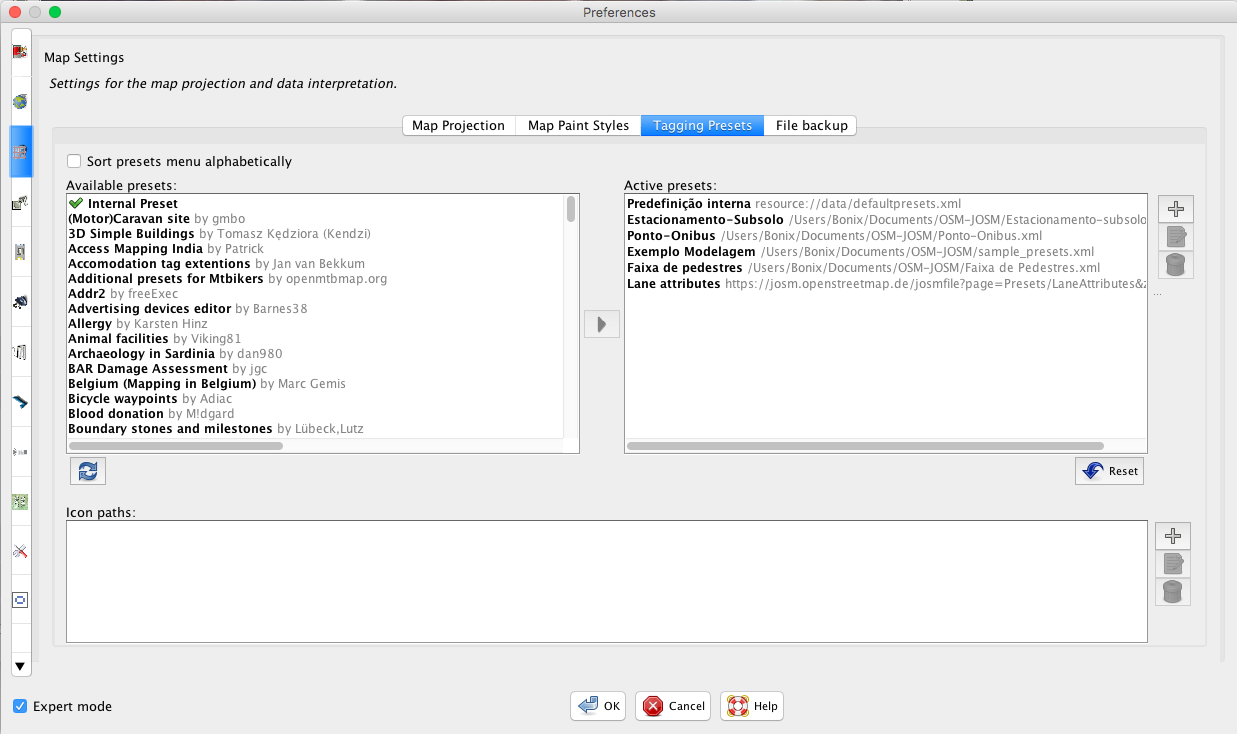 Preferences
Map Settings
Settings for the map projection and data interpretation.
Map Projection
Map Paint Styles
Tagging Presets
File backup
Sort presets menu alphabetically
Available presets:
Internal Preset
(Motor)Caravan site by gmbo
3D Simple Buildings by Tomasz Kędziora (Kendzi)
Access Mapping India by Patrick
Accomodation tag extentions by Jan van Bekkum
Additional presets for Mtbikers by openmtbmap.org
Addr2 by freeExec
Advertising devices editor by Barnes38
Allergy by Karsten Hinz
Animal facilities by Viking81
Archaeology in Sardinia by dan980
BAR Damage Assessment by jgc
Belgium (Mapping in Belgium) by Marc Gemis
Bicycle waypoints by Adiac
Blood donation by M!dgard
Boundary stones and milestones by Lübeck,Lutz
Active presets:
Predefinição interna resource://data/defaultpresets.xml
Estacionamento-Subsolo /Users/Bonix/Documents/OSM-JOSM/Estacionamento-subsolo
Ponto-Onibus /Users/Bonix/Documents/OSM-JOSM/Ponto-Onibus.xml
Exemplo Modelagem /Users/Bonix/Documents/OSM-JOSM/sample_presets.xml
Faixa de pedestres /Users/Bonix/Documents/OSM-JOSM/Faixa de Pedestres.xml
Lane attributes https://josm.openstreetmap.de/josmfile?page=Presets/LaneAttributes&z
...
Reset
Icon paths:
Expert mode
OK
Cancel
Help